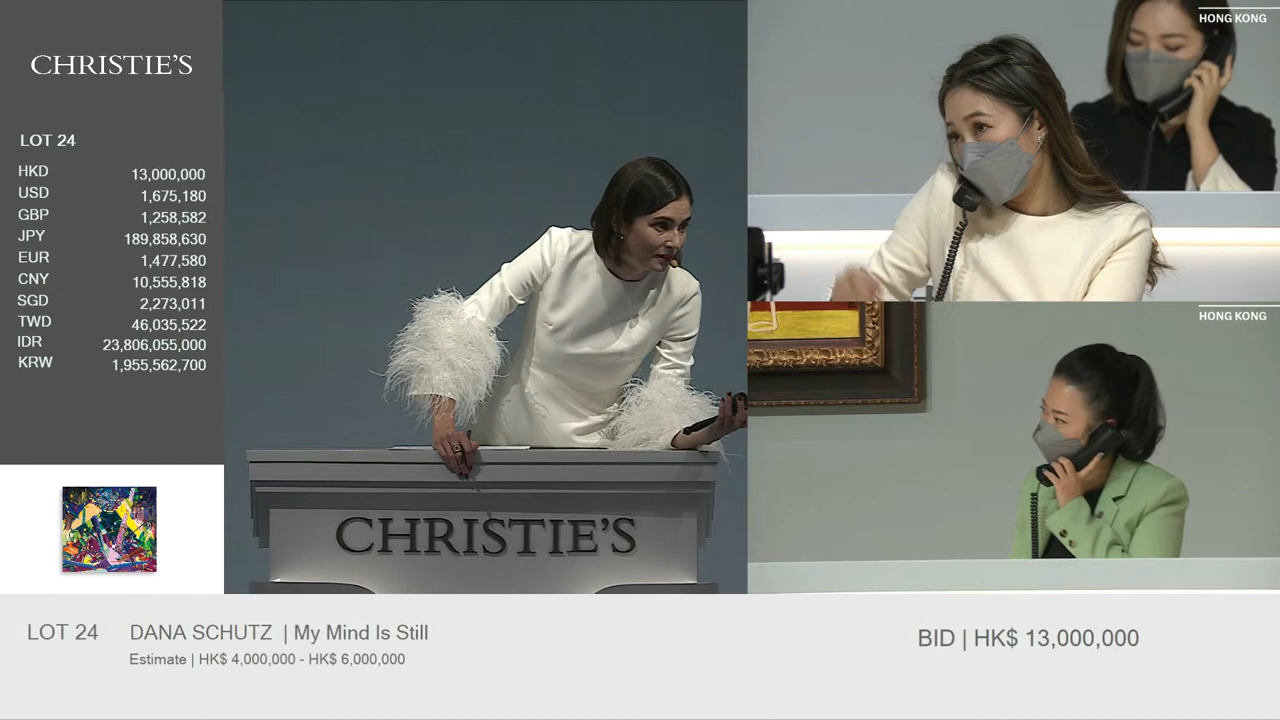 CHRISTIE'S
LOT 24
HKD 13,000,000
USD 1,675,180
GBP 1,258,582
JPY 189,858,630
EUR 1,477,580
CNY 10,555,818
SGD 2,273,011
TWD 46,035,522
IDR 23,806,055,000
KRW 1,955,562,700
CHRISTIE'S
HONG KONG
HONG KONG
LOT 24 DANA SCHUTZ | My Mind Is Still
Estimate | HK$ 4,000,000 - HK$ 6,000,000
BID | HK$ 13,000,000